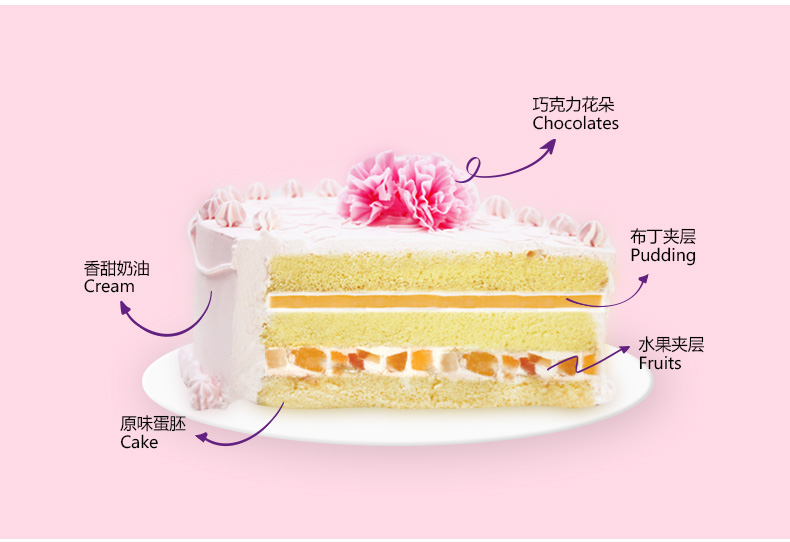 巧克力花朵
Chocolates
布丁夹层
Pudding
香甜奶油
Cream
水果夹层
Fruits
原味蛋胚
Cake